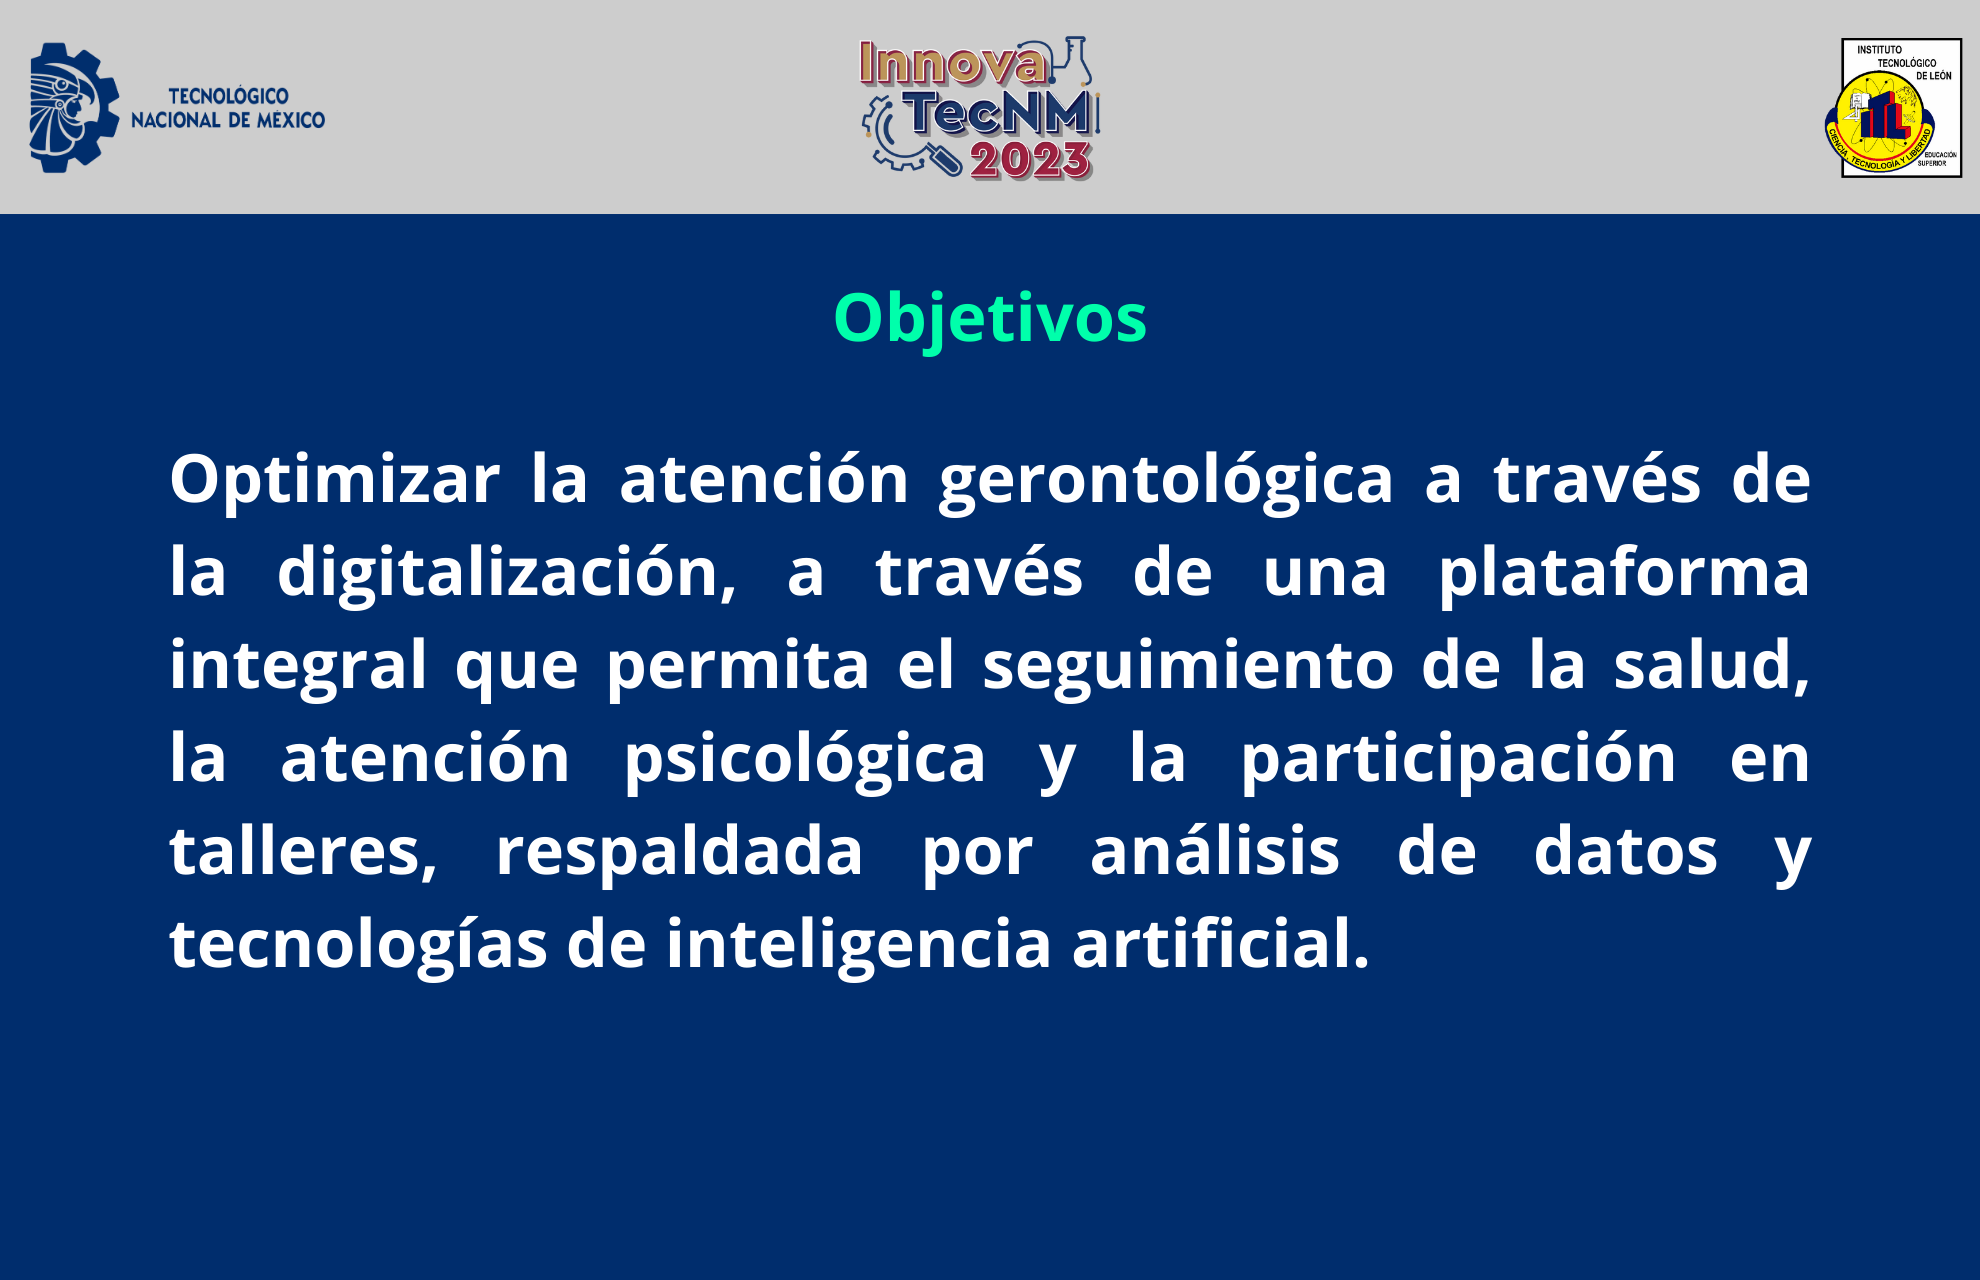 TECNOLÓGICO
NACIONAL DE MÉXICO
Innova
TecNM
2023
INSTITUTO
TECNOLÓGICO
DE LEÓN
ITL
CIENCIA, TECNOLOGÍA Y LIBERTAD
EDUCACIÓN
SUPERIOR
Objetivos
Optimizar la atención gerontológica a través de
la digitalización, a través de una plataforma
integral que permita el seguimiento de la salud,
la atención psicológica y la participación en
talleres, respaldada por análisis de datos y
tecnologías de inteligencia artificial.